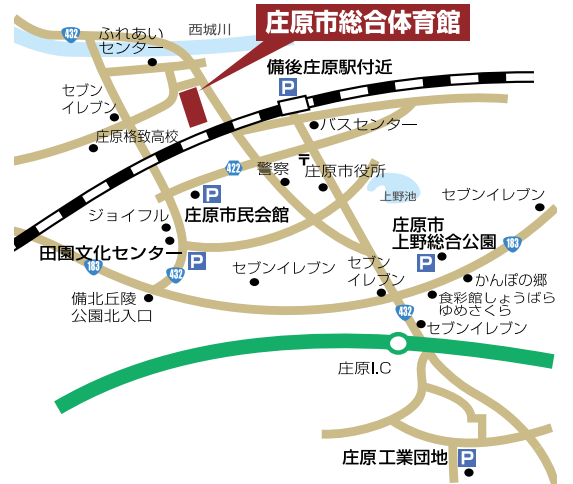 庄原市総合体育館
432
ふれあい
センター
西城川
備後庄原駅付近
P
セブン
イレブン
バスセンター
庄原格致高校
〒
422
警察
庄原市役所
上野池
セブンイレブン
P
庄原市民会館
ジョイフル
庄原市
上野総合公園
183
P
田園文化センター
P
183
432
セブンイレブン
セブン
イレブン
かんぽの郷
食彩館しょうばら
ゆめさくら
備北丘陵
公園北入口
432
セブンイレブン
庄原I.C
庄原工業団地
P